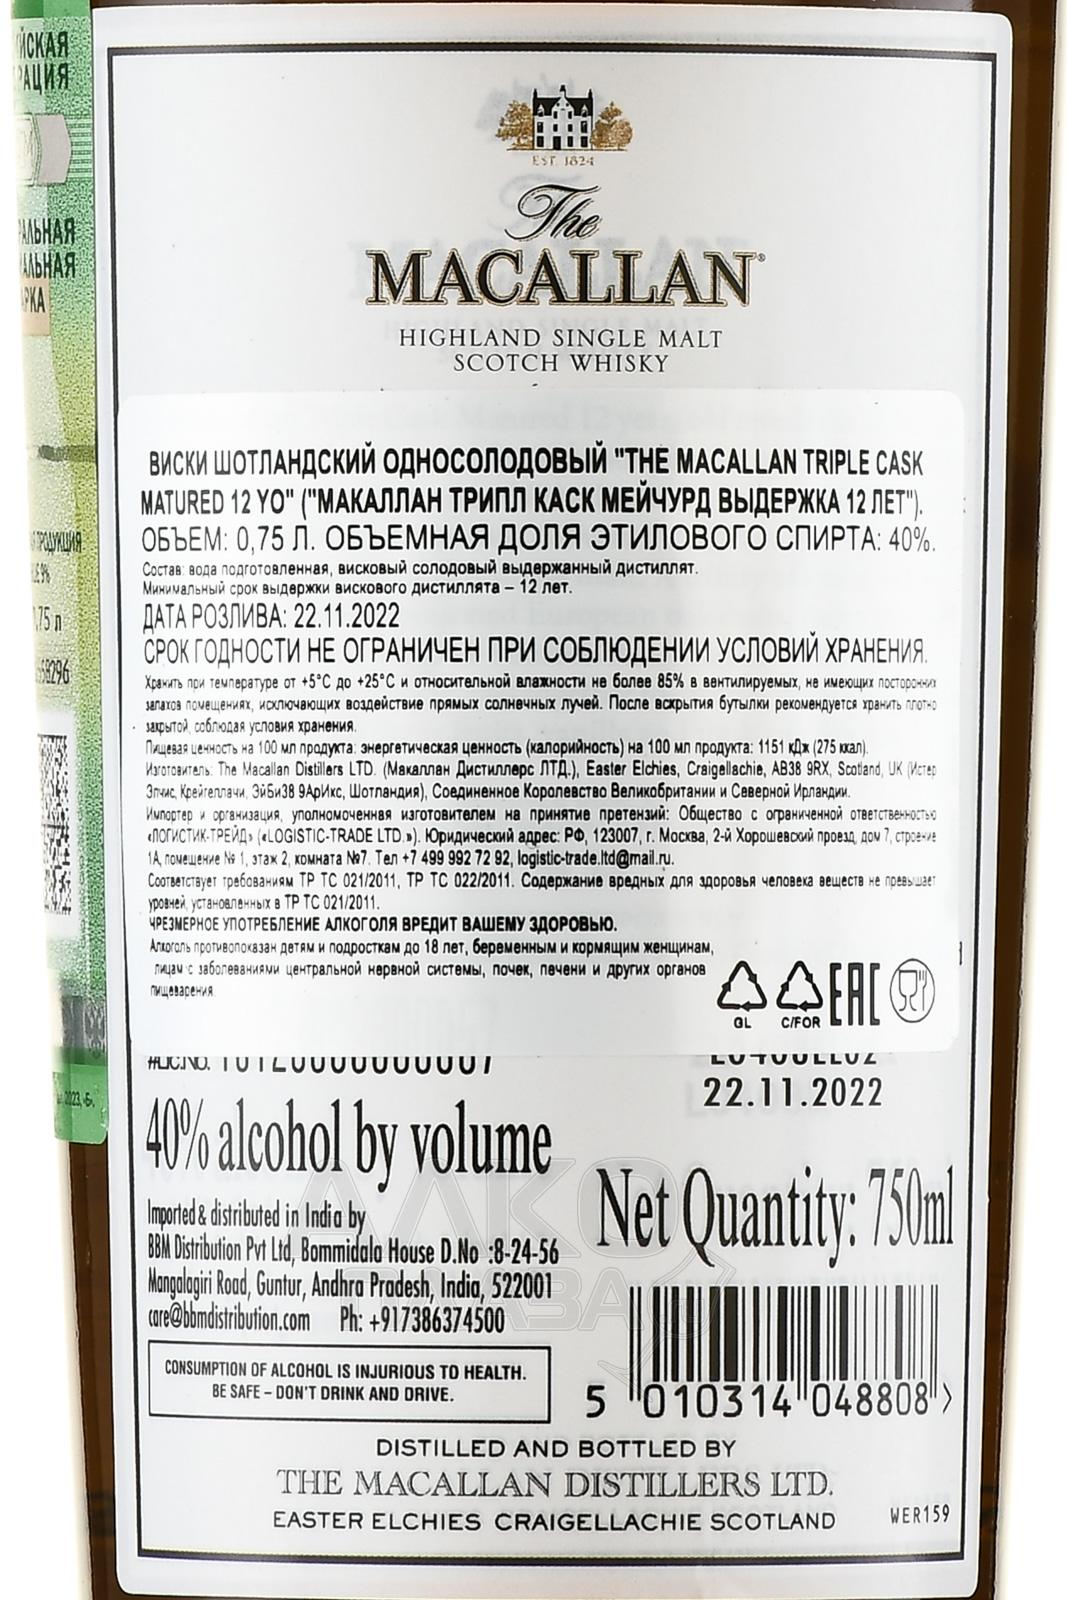 EST. 1824
The
MACALLAN®
HIGHLAND SINGLE MALT
SCOTCH WHISKY
ВИСКИ ШОТЛАНДСКИЙ ОДНОСОЛОДОВЫЙ "THE MACALLAN TRIPLE CASK
MATURED 12 YO" ("МАКАЛЛАН ТРИПЛ КАСК МЕЙЧУРД ВЫДЕРЖКА 12 ЛЕТ").
ОБЪЕМ: 0,75 Л. ОБЪЕМНАЯ ДОЛЯ ЭТИЛОВОГО СПИРТА: 40%.
Состав: вода подготовленная, висковый солодовый выдержанный дистиллят.
Минимальный срок выдержки вискового дистиллята – 12 лет.
ДАТА РОЗЛИВА: 22.11.2022
СРОК ГОДНОСТИ НЕ ОГРАНИЧЕН ПРИ СОБЛЮДЕНИИ УСЛОВИЙ ХРАНЕНИЯ.
Хранить при температуре от +5°С до +25°С и относительной влажности не более 85% в вентилируемых, не имеющих посторонних
запахов помещениях, исключающих воздействие прямых солнечных лучей. После вскрытия бутылки рекомендуется хранить плотно
закрытой, соблюдая условия хранения.
Пищевая ценность на 100 мл продукта: энергетическая ценность (калорийность) на 100 мл продукта: 1151 кДж (275 ккал).
Изготовитель: The Macallan Distillers LTD. (Макаллан Дистиллерс ЛТД.), Easter Elchies, Craigellachie, AB38 9RX, Scotland, UK (Истер
Элчис, Крейгеллачи, ЭйБи38 9АрИкс, Шотландия), Соединенное Королевство Великобритании и Северной Ирландии.
Импортер и организация, уполномоченная изготовителем на принятие претензий: Общество с ограниченной ответственностью
«ЛОГИСТИК-ТРЕЙД» («LOGISTIC-TRADE LTD.»). Юридический адрес: РФ, 123007, г. Москва, 2-й Хорошевский проезд, дом 7, строение
1А, помещение № 1, этаж 2, комната №7. Тел +7 499 992 72 92, logistic-trade.ltd@mail.ru.
Соответствует требованиям ТР ТС 021/2011, ТР ТС 022/2011. Содержание вредных для здоровья человека веществ не превышает
уровней, установленных в ТР ТС 021/2011.
ЧРЕЗМЕРНОЕ УПОТРЕБЛЕНИЕ АЛКОГОЛЯ ВРЕДИТ ВАШЕМУ ЗДОРОВЬЮ.
Алкоголь противопоказан детям и подросткам до 18 лет, беременным и кормящим женщинам,
лицам с заболеваниями центральной нервной системы, почек, печени и других органов
пищеварения.
GL
C/FOR
EAC
22.11.2022
40% alcohol by volume
Net Quantity: 750ml
Imported & distributed in India by
BBM Distribution Pvt Ltd, Bommidala House D.No :8-24-56
Mangalagiri Road, Guntur, Andhra Pradesh, India, 522001
care@bbmdistribution.com Ph: +917386374500
CONSUMPTION OF ALCOHOL IS INJURIOUS TO HEALTH.
BE SAFE – DON'T DRINK AND DRIVE.
5 010314 048808 >
DISTILLED AND BOTTLED BY
THE MACALLAN DISTILLERS LTD.
EASTER ELCHIES CRAIGELLACHIE SCOTLAND
WER159